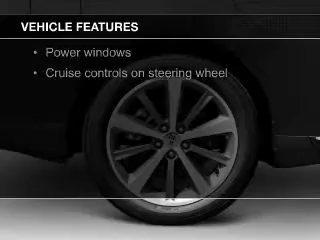 VEHICLE FEATURES
• Power windows
• Cruise controls on steering wheel